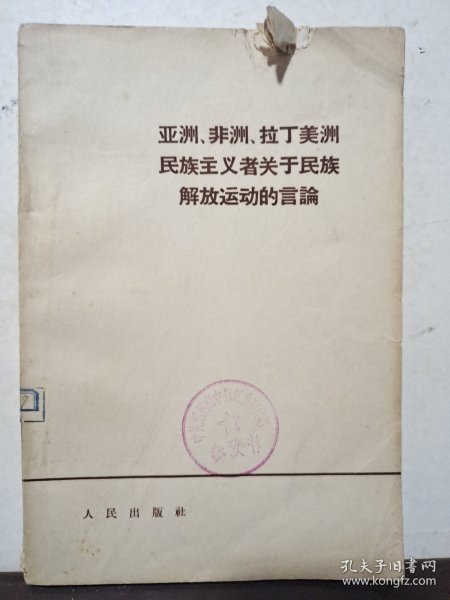 亚洲、非洲、拉丁美洲
民族主义者关于民族
解放运动的言論
人民出版社
孔夫子旧书网
www.kongfz.com